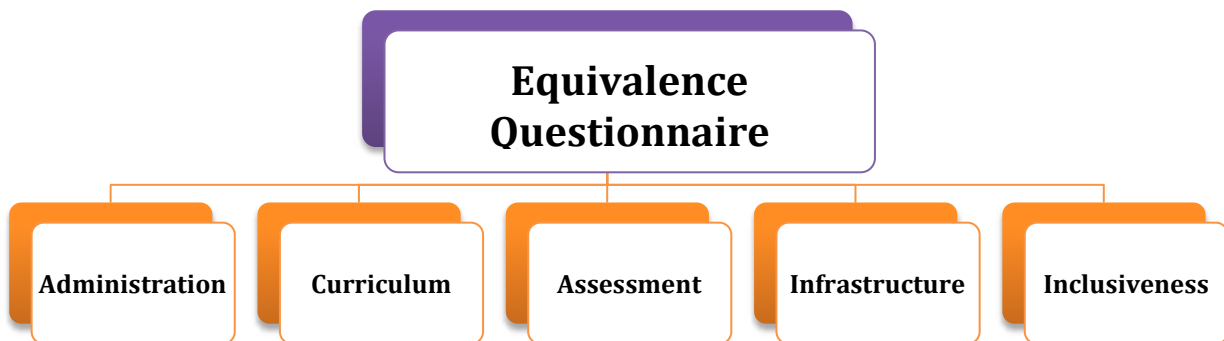 Equivalence
Questionnaire
Administration
Curriculum
Assessment
Infrastructure
Inclusiveness